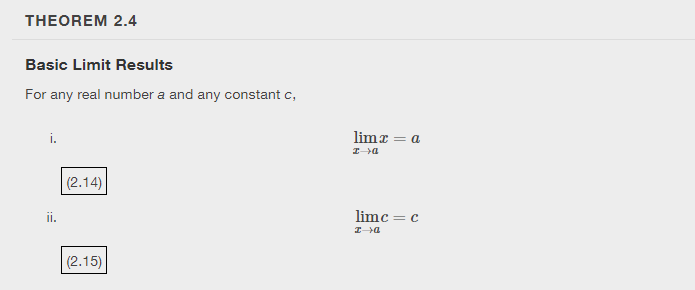 THEOREM 2.4
Basic Limit Results
For any real number a and any constant c,
i.
lim x = a
x→a
(2.14)
ii.
lim c = c
x→a
(2.15)